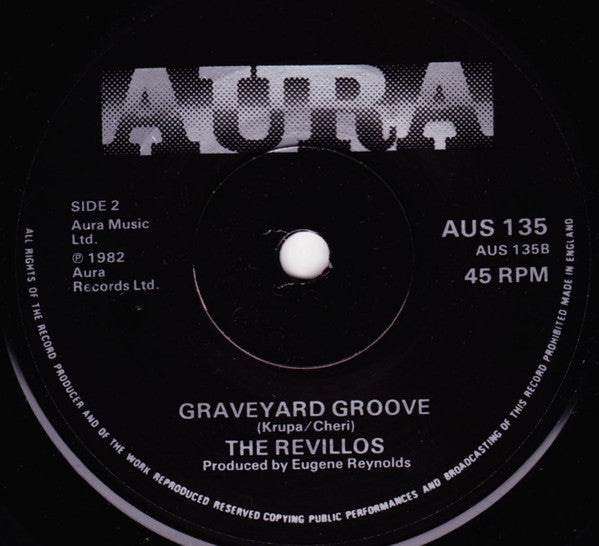 AURA
SIDE 2
Aura Music
Ltd.
℗ 1982
Aura
Records Ltd.
AUS 135
AUS 135B
45 RPM
GRAVEYARD GROOVE
(Krupa/Cheri)
THE REVILLOS
Produced by Eugene Reynolds
ALL RIGHTS OF THE RECORD PRODUCER AND OF THE WORK REPRODUCED RESERVED COPYING PUBLIC PERFORMANCES AND BROADCASTING OF THIS RECORD PROHIBITED MADE IN ENGLAND